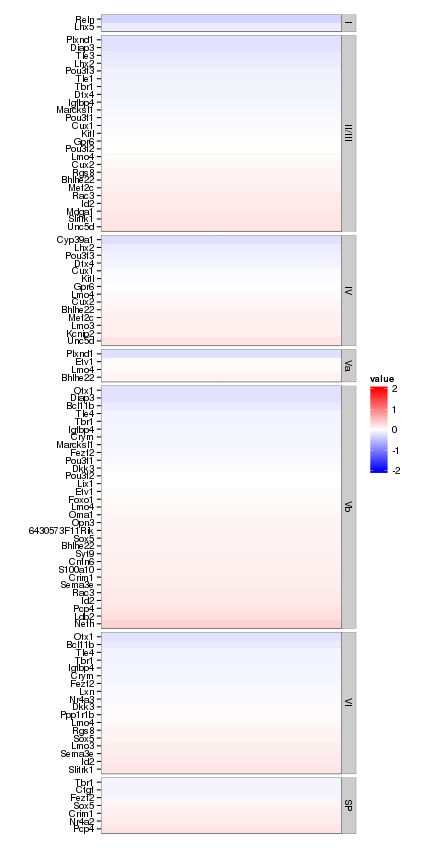 Reln
Lhx5
I
Plxnd1
Diap3
Tle3
Lhx2
Pou3f3
Tle1
Tbr1
Dtx4
Igfbp4
Marcksl1
Pou3f1
Cux1
Kitl
Gpr6
Pou3f2
Lmo4
Cux2
Rgs8
Bhlhe22
Mef2c
Rac3
Id2
Mdga1
Slitrk1
Unc5d
II/III
Cyp39a1
Lhx2
Pou3f3
Dtx4
Cux1
Kitl
Gpr6
Lmo4
Cux2
Bhlhe22
Mef2c
Lmo3
Kcnip2
Unc5d
IV
Plxnd1
Etv1
Lmo4
Bhlhe22
Va
Otx1
Diap3
Bcl11b
Tle4
Tbr1
Igfbp4
Crym
Marcksl1
Fezf2
Pou3f1
Dkk3
Pou3f2
Lix1
Etv1
Foxo1
Lmo4
Oma1
Opn3
6430573F11Rik
Sox5
Bhlhe22
Syt9
Cntn6
S100a10
Crim1
Sema3e
Rac3
Id2
Pcp4
Ldb2
Nefh
Vb
Otx1
Bcl11b
Tle4
Tbr1
Igfbp4
Crym
Fezf2
Lxn
Nr4a3
Dkk3
Ppp1r1b
Lmo4
Rgs8
Sox5
Lmo3
Sema3e
Id2
Slitrk1
VI
Tbr1
Ctgf
Fezf2
Sox5
Crim1
Nr4a2
Pcp4
SP
value
2
1
0
-1
-2